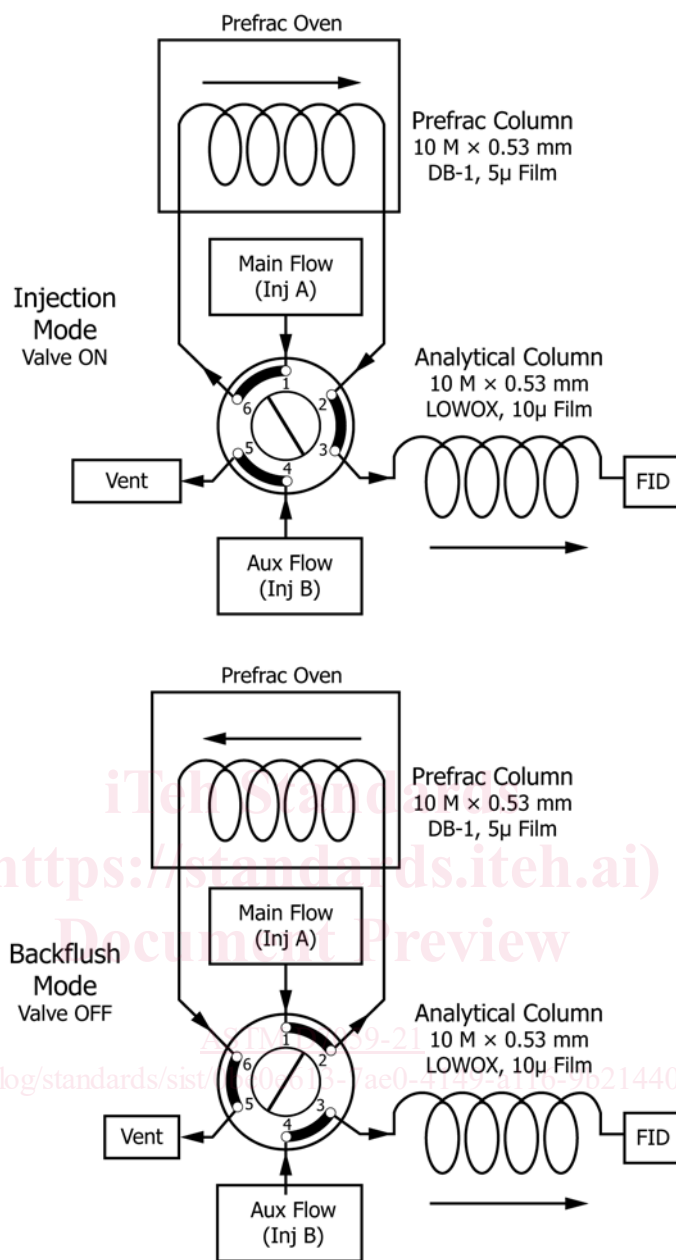 Prefrac Oven
Prefrac Column
10 M × 0.53 mm
DB-1, 5µ Film
Main Flow
(Inj A)
Injection
Mode
Valve ON
1
2
3
4
5
6
Analytical Column
10 M × 0.53 mm
LOWOX, 10µ Film
Vent
FID
Aux Flow
(Inj B)
Prefrac Oven
iTeh Standards
Prefrac Column
10 M × 0.53 mm
DB-1, 5µ Film
https://standards.iteh.ai)
Main Flow
(Inj A)
Document Preview
Backflush
Mode
Valve OFF
1
2
3
4
5
6
Analytical Column
10 M × 0.53 mm
LOWOX, 10µ Film
Vent
FID
Aux Flow
(Inj B)